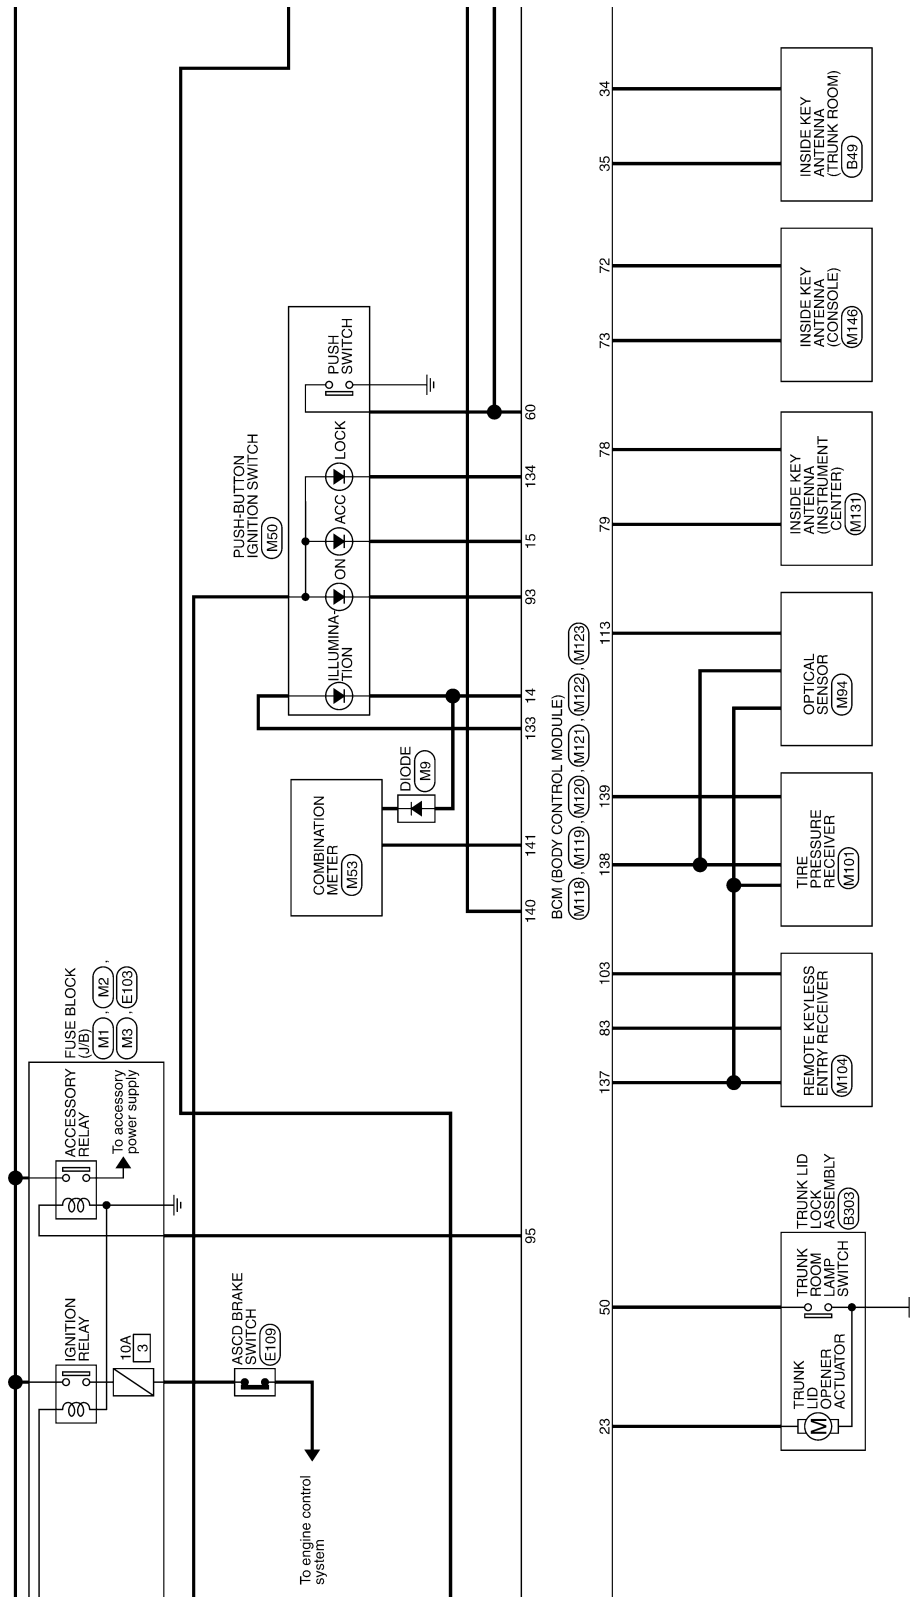 FUSE BLOCK
(J/B)
M1 , M2 ,
M3 , E103
IGNITION
RELAY
10A
3
ACCESSORY
RELAY
To accessory
power supply
ASCD BRAKE
SWITCH
E109
To engine control
system
COMBINATION
METER
M53
DIODE
M9
PUSH-BUTTON
IGNITION SWITCH
M50
ILLUMINA-
TION
ON
ACC
LOCK
PUSH
SWITCH
95
140
141
133
14
93
15
134
60
BCM (BODY CONTROL MODULE)
M118 , M119 , M120 , M121 , M122 , M123
23
50
137
83
103
138
139
113
79
78
73
72
35
34
TRUNK LID
LOCK
ASSEMBLY
B303
TRUNK
LID
OPENER
ACTUATOR
M
TRUNK
ROOM
LAMP
SWITCH
REMOTE KEYLESS
ENTRY RECEIVER
M104
TIRE
PRESSURE
RECEIVER
M101
OPTICAL
SENSOR
M94
INSIDE KEY
ANTENNA
(INSTRUMENT
CENTER)
M131
INSIDE KEY
ANTENNA
(CONSOLE)
M146
INSIDE KEY
ANTENNA
(TRUNK ROOM)
B49